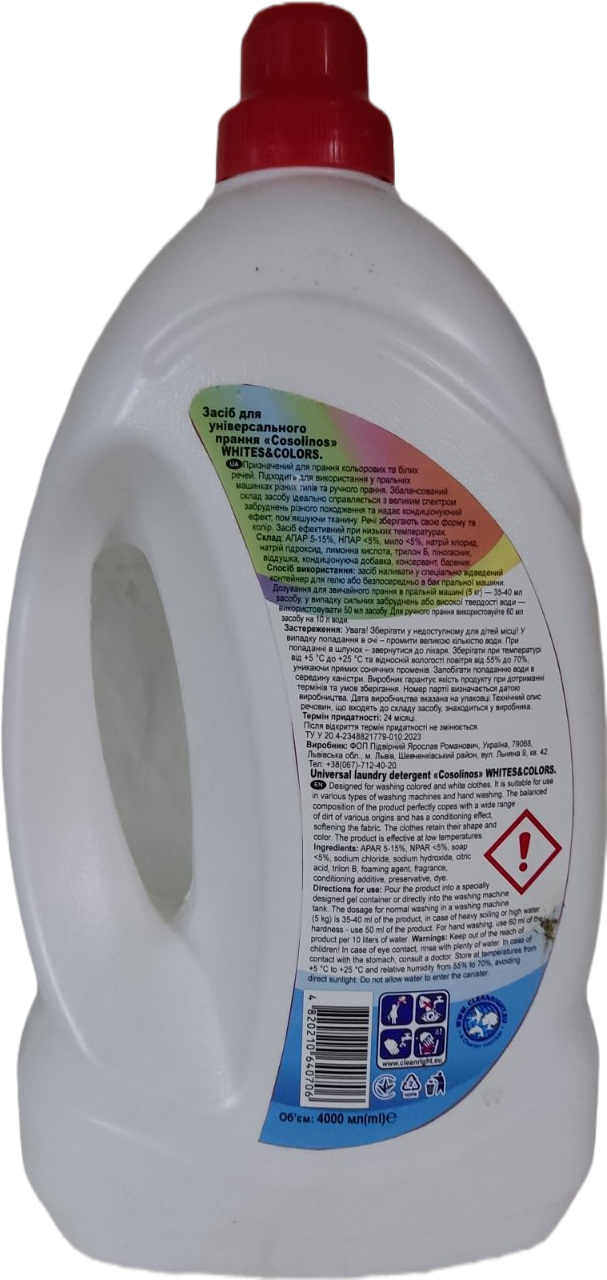 Засіб для
універсального
прання «Cosolinos»
WHITES&COLORS.
UA Призначений для прання кольорових та білих
речей. Підходить для використання у пральних
машинках різних типів та ручного прання. Збалансований
склад засобу ідеально справляється з великим спектром
забруднень різного походження та надає кондиціонуючий
ефект, пом'якшуючи тканину. Речі зберігають свою форму та
колір. Засіб ефективний при низьких температурах.
Склад: АПАР 5-15%, НПАР <5%, мило <5%, натрій хлорид,
натрій гідроксид, лимонна кислота, трилон Б, піногасник,
віддушка, кондиціонуюча добавка, консервант, барвник.
Спосіб використання: засіб наливати у спеціально відведений
контейнер для гелю або безпосередньо в бак пральної машини.
Дозування для звичайного прання в пральній машині (5 кг) — 35-40 мл
засобу, у випадку сильних забруднень або високої твердості води —
використовувати 50 мл засобу. Для ручного прання використовуйте 60 мл
засобу на 10 л води.
Застереження: Увага! Зберігати у недоступному для дітей місці! У
випадку попадання в очі – промити великою кількістю води. При
попаданні в шлунок – звернутися до лікаря. Зберігати при температурі
від +5 °С до +25 °С та відносній вологості повітря від 55% до 70%,
уникаючи прямих сонячних променів. Запобігати попаданню води в
середину каністри. Виробник гарантує якість продукту при дотриманні
термінів та умов зберігання. Номер партії визначається датою
виробництва. Дата виробництва вказана на упаковці.Технічний опис
речовин, що входять до складу засобу, знаходиться у виробника.
Термін придатності: 24 місяці.
Після відкриття термін придатності не змінюється.
ТУ У 20.4-2348821779-010:2023
Виробник: ФОП Підвірний Ярослав Романович, Україна, 79068,
Львівська обл., м. Львів, Шевченківський район, вул. Льняна 9, кв. 42.
Тел: +38(067)-712-40-20.
Universal laundry detergent «Cosolinos» WHITES&COLORS.
EN Designed for washing colored and white clothes. It is suitable for use
in various types of washing machines and hand washing. The balanced
composition of the product perfectly copes with a wide range
of dirt of various origins and has a conditioning effect,
softening the fabric. The clothes retain their shape and
color. The product is effective at low temperatures.
Ingredients: APAR 5-15%, NPAR <5%, soap
<5%, sodium chloride, sodium hydroxide, citric
acid, trilon B, foaming agent, fragrance,
conditioning additive, preservative, dye.
Directions for use: Pour the product into a specially
designed gel container or directly into the washing machine
tank. The dosage for normal washing in a washing machine
(5 kg) is 35-40 ml of the product, in case of heavy soiling or high water
hardness - use 50 ml of the product. For hand washing, use 60 ml of the
product per 10 liters of water. Warnings: Keep out of the reach of
children! In case of eye contact, rinse with plenty of water. In case of
contact with the stomach, consult a doctor. Store at temperatures from
+5 °C to +25 °C and relative humidity from 55% to 70%, avoiding
direct sunlight. Do not allow water to enter the canister.
4820210640706
www.cleanright.eu
WWW.CLEANRIGHT.EU
HDPE
Об'єм: 4000 мл(ml)℮